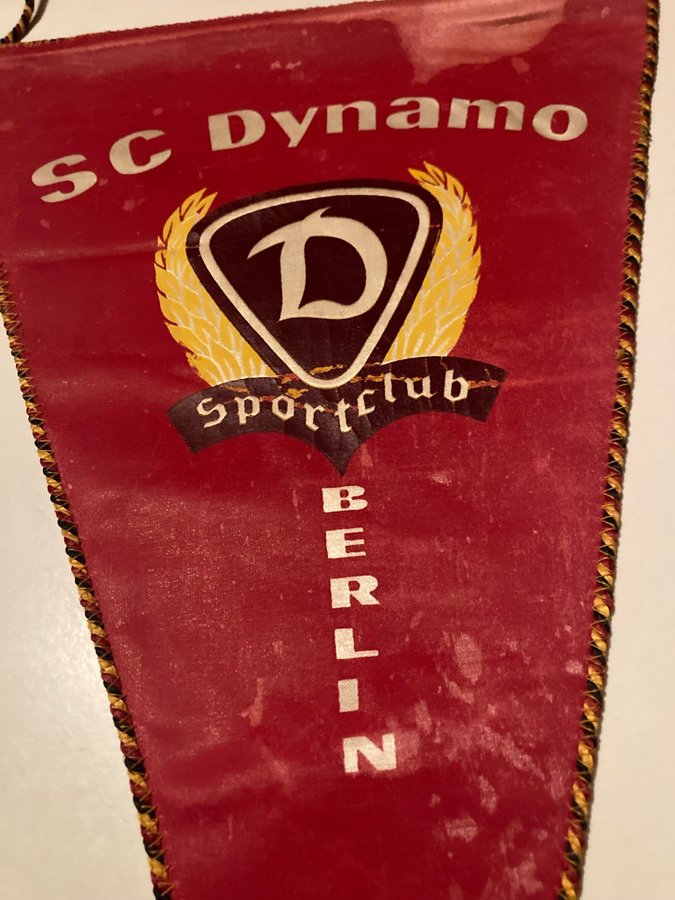 SC Dynamo
D
Sportclub
BERLIN